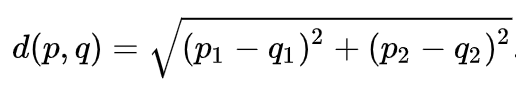 d(p, q) = √((p₁ − q₁)² + (p₂ − q₂)²).